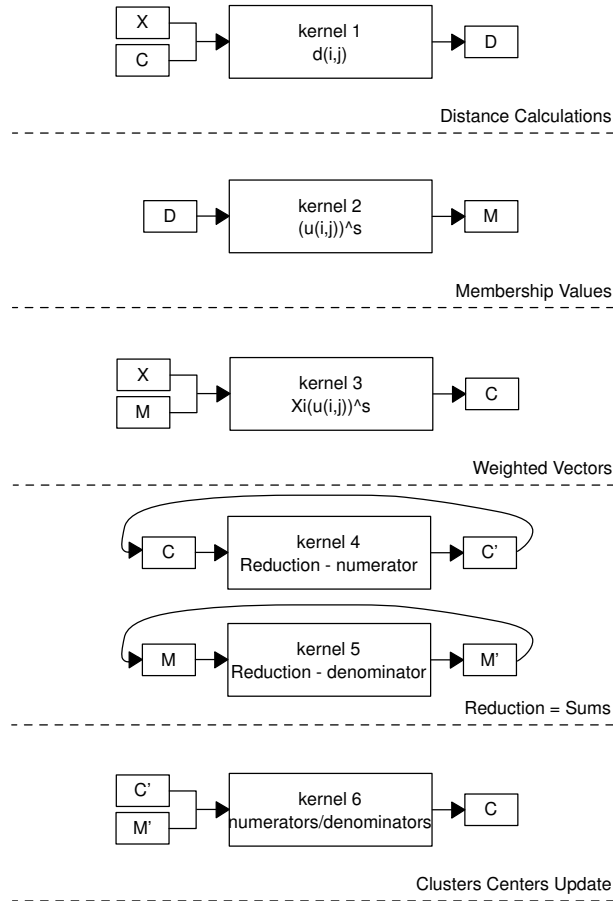 X
C
kernel 1
d(i,j)
D
Distance Calculations
D
kernel 2
(u(i,j))^s
M
Membership Values
X
M
kernel 3
Xi(u(i,j))^s
C
Weighted Vectors
C
kernel 4
Reduction - numerator
C'
M
kernel 5
Reduction - denominator
M'
Reduction = Sums
C'
M'
kernel 6
numerators/denominators
C
Clusters Centers Update